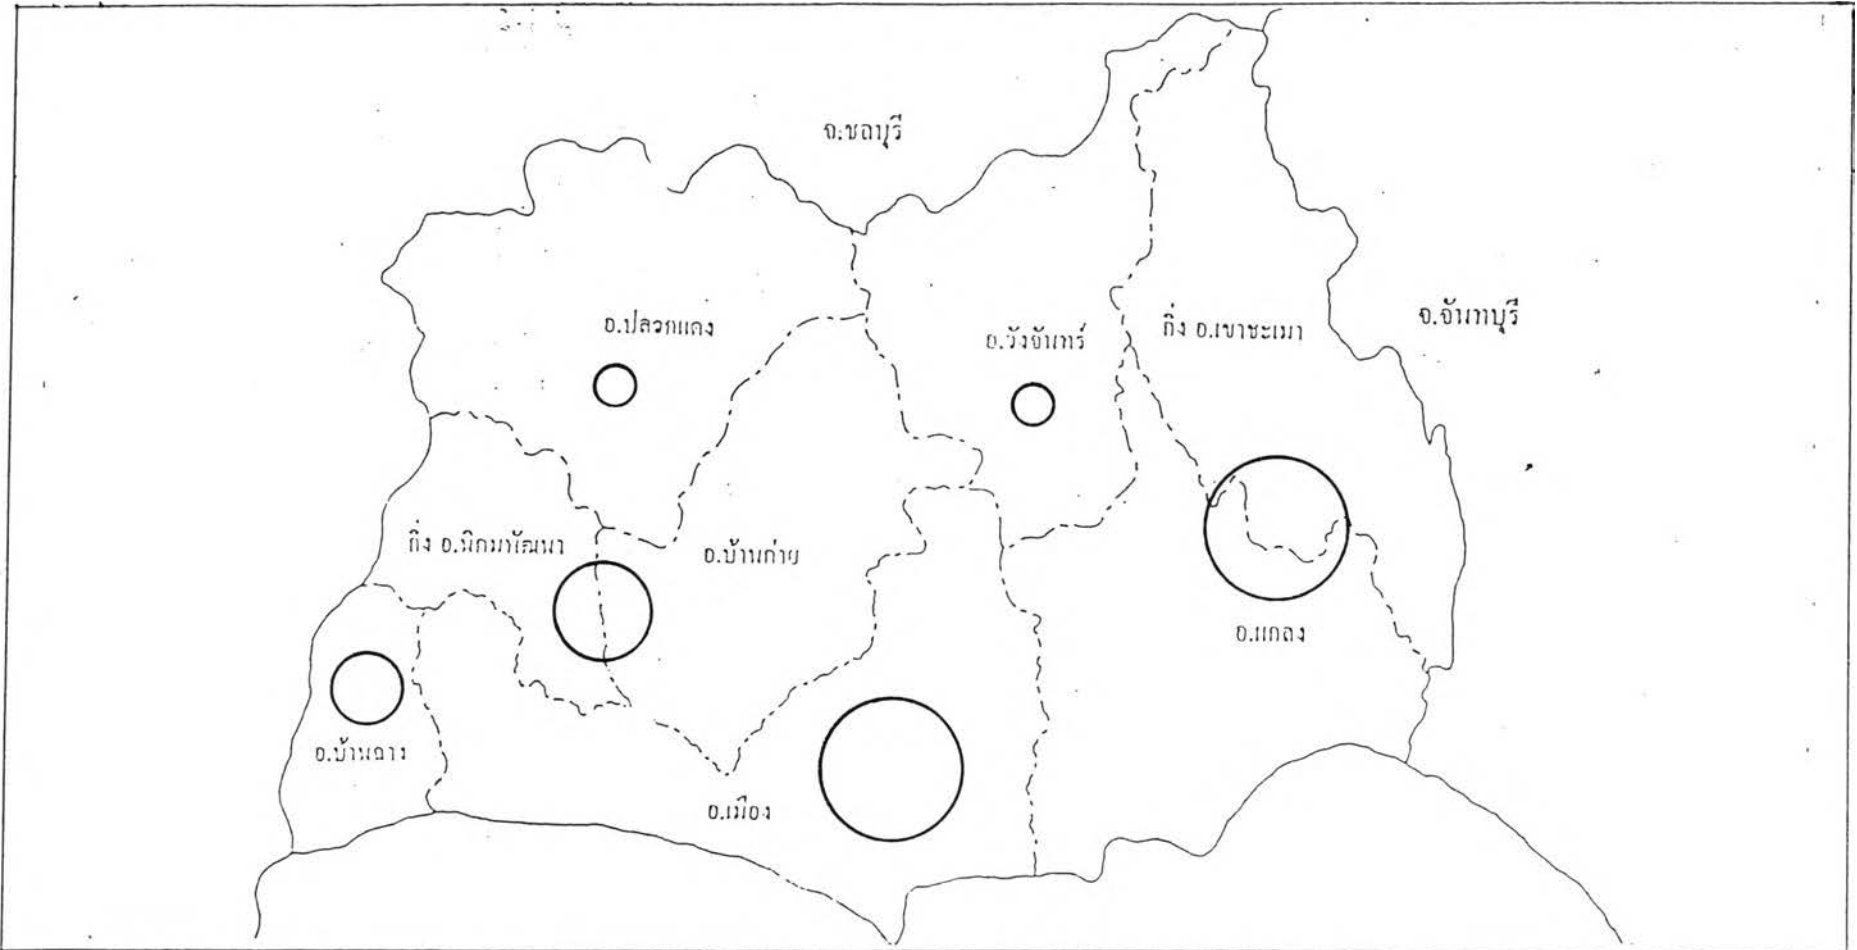 จ.ชลบุรี
อ.ปลวกแดง
อ.วังจันทร์
กิ่ง อ.เขาชะเมา
จ.จันทบุรี
กิ่ง อ.นิคมพัฒนา
อ.บ้านค่าย
อ.แกลง
อ.บ้านฉาง
อ.เมือง